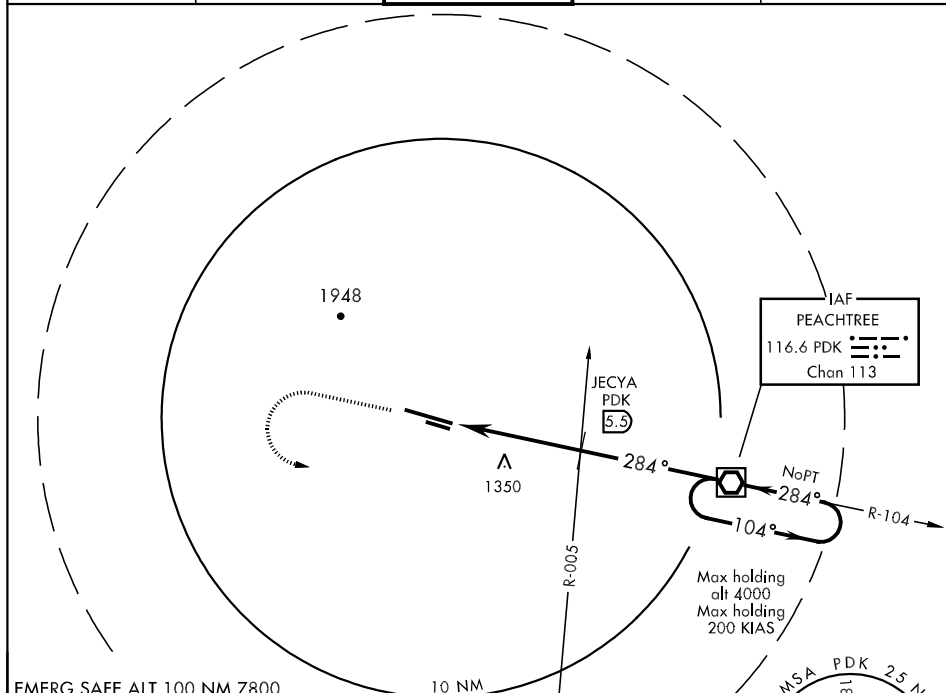 1948
IAF
PEACHTREE
116.6 PDK
Chan 113
JECYA
PDK
5.5
1350
284°
NoPT
284°
R-104
104°
R-005
Max holding
alt 4000
Max holding
200 KIAS
EMERG SAFE ALT 100 NM 7800
10 NM
MSA PDK 25 N